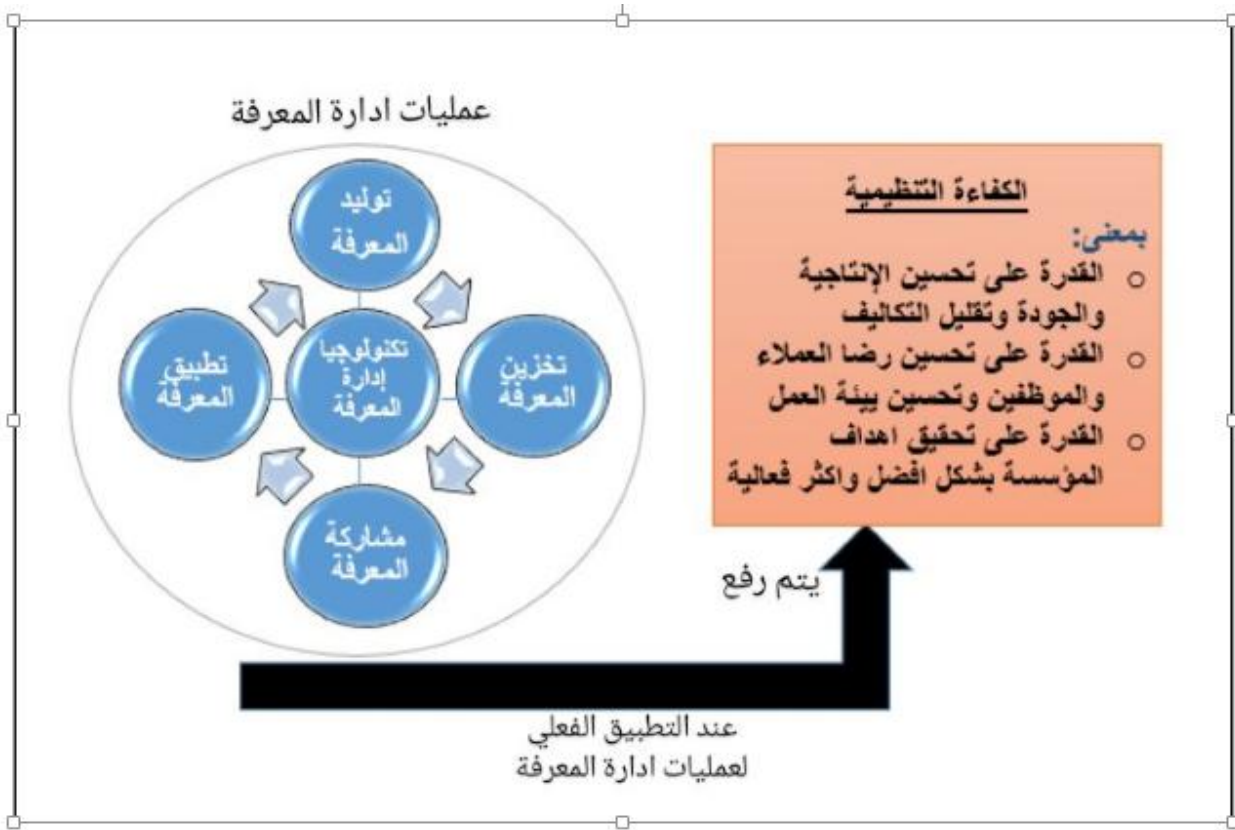 عمليات ادارة المعرفة
توليد
المعرفة
تخزين
المعرفة
مشاركة
المعرفة
تطبيق
المعرفة
تكنولوجيا
إدارة
المعرفة
الكفاءة التنظيمية
بمعنى:
القدرة على تحسين الإنتاجية
والجودة وتقليل التكاليف
القدرة على تحسين رضا العملاء
والموظفين وتحسين بيئة العمل
القدرة على تحقيق اهداف
المؤسسة بشكل افضل واكثر فعالية
يتم رفع
عند التطبيق الفعلي
لعمليات ادارة المعرفة